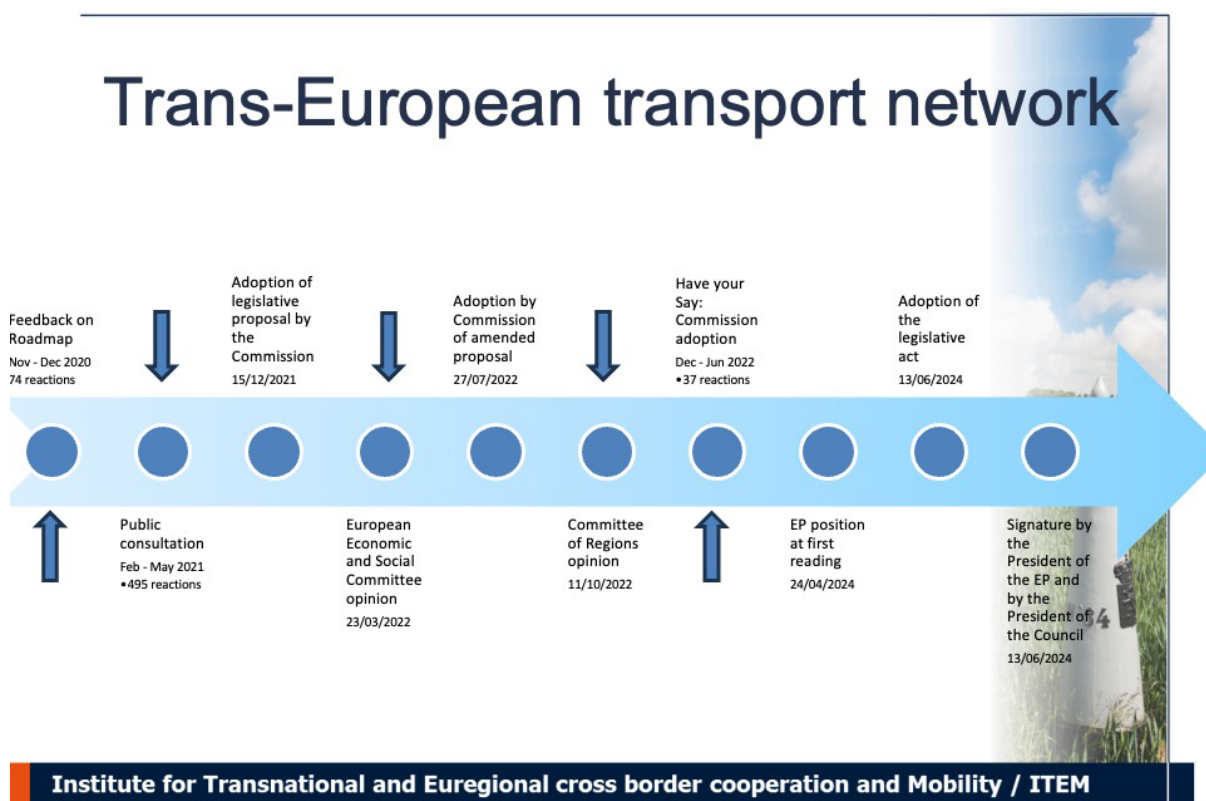 Trans-European transport network
Feedback on
Roadmap
Nov - Dec 2020
74 reactions
Public
consultation
Feb - May 2021
•495 reactions
Adoption of
legislative
proposal by
the
Commission
15/12/2021
European
Economic
and Social
Committee
opinion
23/03/2022
Adoption by
Commission
of amended
proposal
27/07/2022
Committee
of Regions
opinion
11/10/2022
Have your
Say:
Commission
adoption
Dec - Jun 2022
•37 reactions
EP position
at first
reading
24/04/2024
Adoption of
the
legislative
act
13/06/2024
Signature by
the
President of
the EP and
by the
President of
the Council
13/06/2024
Institute for Transnational and Euregional cross border cooperation and Mobility / ITEM